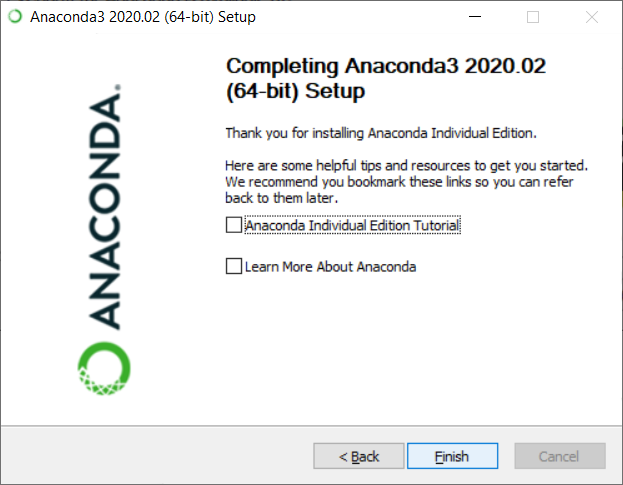 Anaconda3 2020.02 (64-bit) Setup
Completing Anaconda3 2020.02
(64-bit) Setup
Thank you for installing Anaconda Individual Edition.
Here are some helpful tips and resources to get you started.
We recommend you bookmark these links so you can refer
back to them later.
Anaconda Individual Edition Tutorial
Learn More About Anaconda
ANACONDA.
< Back
Finish
Cancel